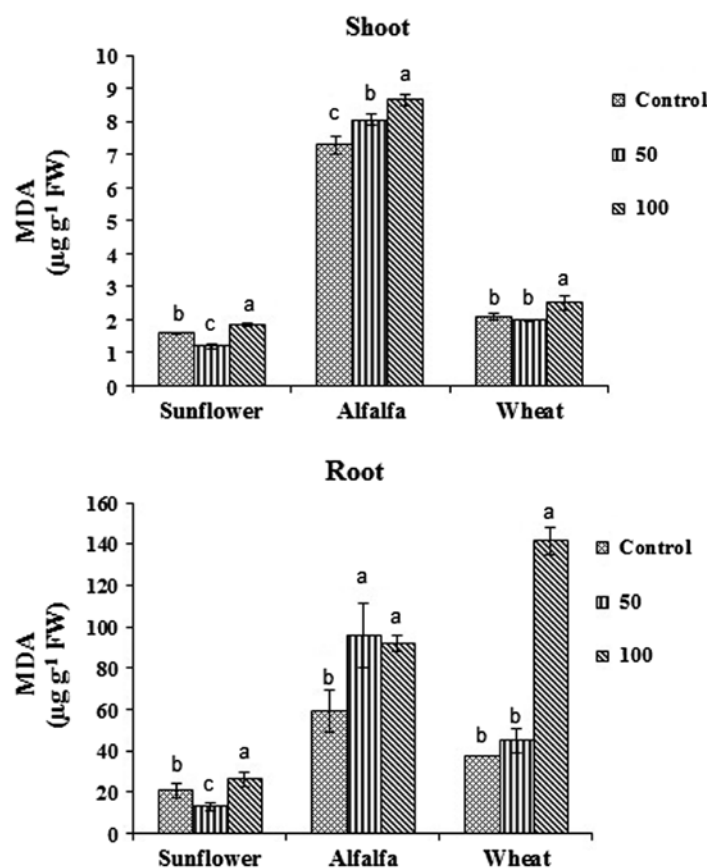 Shoot
10
9
8
7
6
5
4
3
2
1
0
MDA
(µg g⁻¹ FW)
b c a
c b a
b b a
Sunflower Alfalfa Wheat
Control
50
100
Root
160
140
120
100
80
60
40
20
0
MDA
(µg g⁻¹ FW)
b c a
b a a
b b a
Sunflower Alfalfa Wheat
Control
50
100